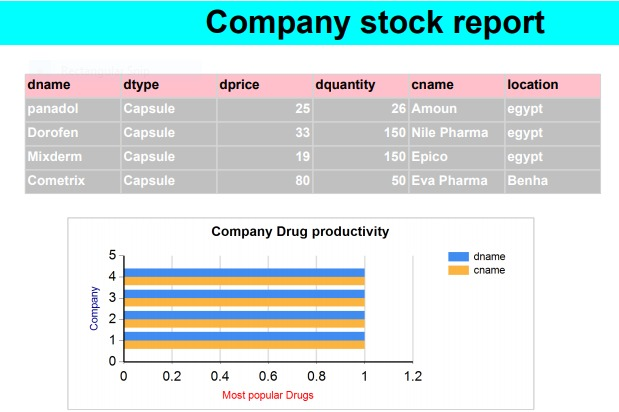 Company stock report
dname dtype dprice dquantity cname location
panadol Capsule 25 26 Amoun egypt
Dorofen Capsule 33 150 Nile Pharma egypt
Mixderm Capsule 19 150 Epico egypt
Cometrix Capsule 80 50 Eva Pharma Benha
Company Drug productivity
dname
cname
Company
5
4
3
2
1
0
0 0.2 0.4 0.6 0.8 1 1.2
Most popular Drugs